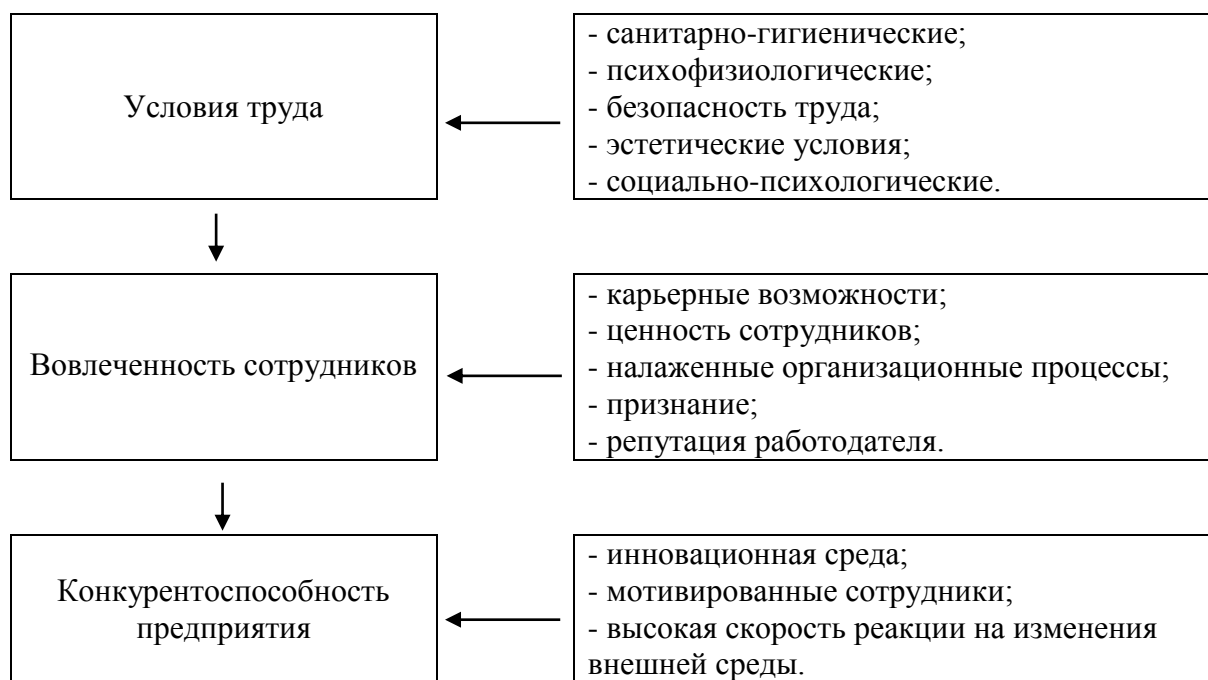 Условия труда
- санитарно-гигиенические;
- психофизиологические;
- безопасность труда;
- эстетические условия;
- социально-психологические.
Вовлеченность сотрудников
- карьерные возможности;
- ценность сотрудников;
- налаженные организационные процессы;
- признание;
- репутация работодателя.
Конкурентоспособность
предприятия
- инновационная среда;
- мотивированные сотрудники;
- высокая скорость реакции на изменения
внешней среды.